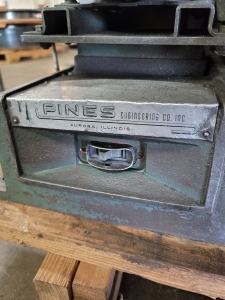 PINES ENGINEERING CO. INC.
AURORA, ILLINOIS